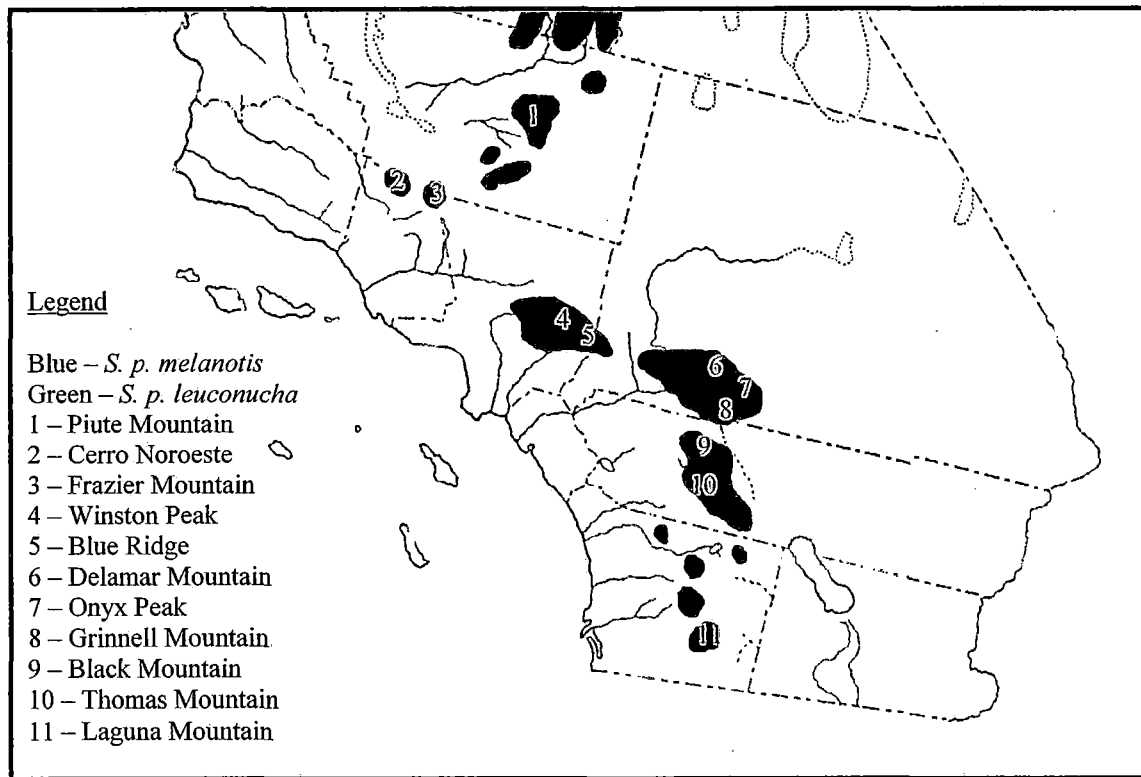 1
2
3
4
5
6
7
8
9
10
11
Legend
Blue – S. p. melanotis
Green – S. p. leuconucha
1 – Piute Mountain
2 – Cerro Noroeste
3 – Frazier Mountain
4 – Winston Peak
5 – Blue Ridge
6 – Delamar Mountain
7 – Onyx Peak
8 – Grinnell Mountain
9 – Black Mountain
10 – Thomas Mountain
11 – Laguna Mountain